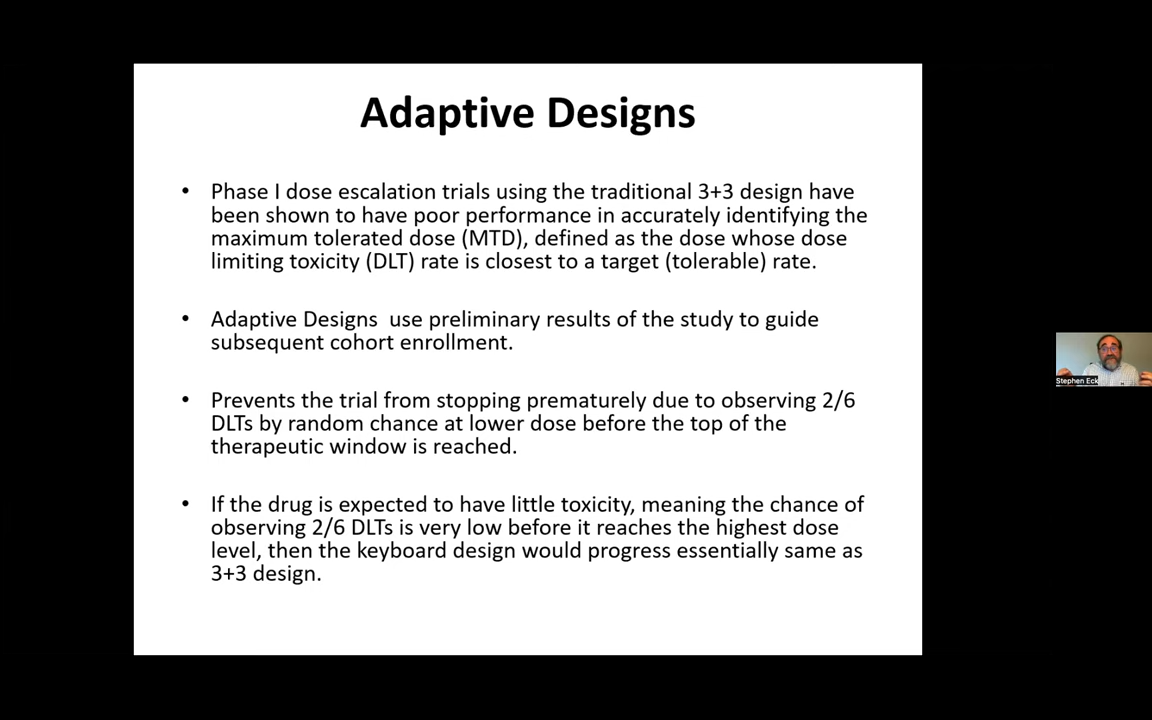 Adaptive Designs
• Phase I dose escalation trials using the traditional 3+3 design have
been shown to have poor performance in accurately identifying the
maximum tolerated dose (MTD), defined as the dose whose dose
limiting toxicity (DLT) rate is closest to a target (tolerable) rate.
• Adaptive Designs  use preliminary results of the study to guide
subsequent cohort enrollment.
• Prevents the trial from stopping prematurely due to observing 2/6
DLTs by random chance at lower dose before the top of the
therapeutic window is reached.
• If the drug is expected to have little toxicity, meaning the chance of
observing 2/6 DLTs is very low before it reaches the highest dose
level, then the keyboard design would progress essentially same as
3+3 design.
Stephen Eck